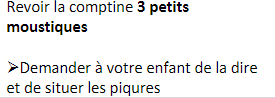 Revoir la comptine 3 petits
moustiques
➢Demander à votre enfant de la dire
et de situer les piqures